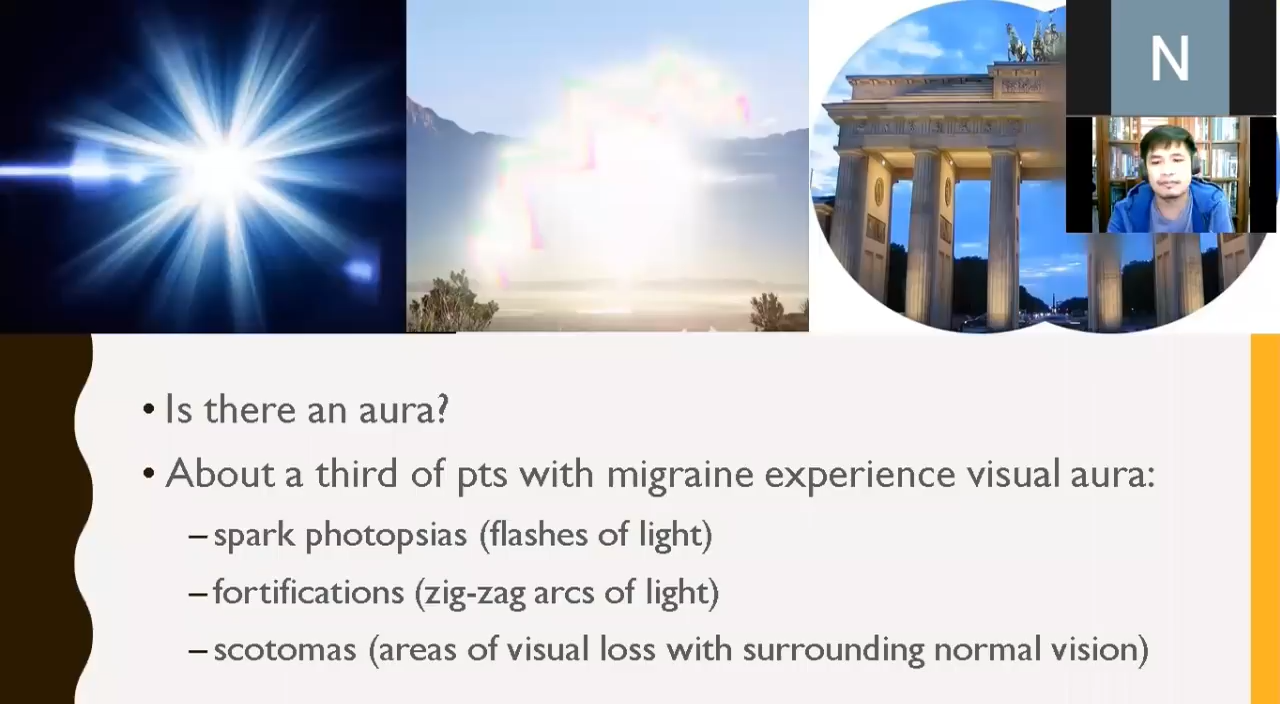 N
• Is there an aura?
• About a third of pts with migraine experience visual aura:
– spark photopsias (flashes of light)
– fortifications (zig-zag arcs of light)
– scotomas (areas of visual loss with surrounding normal vision)